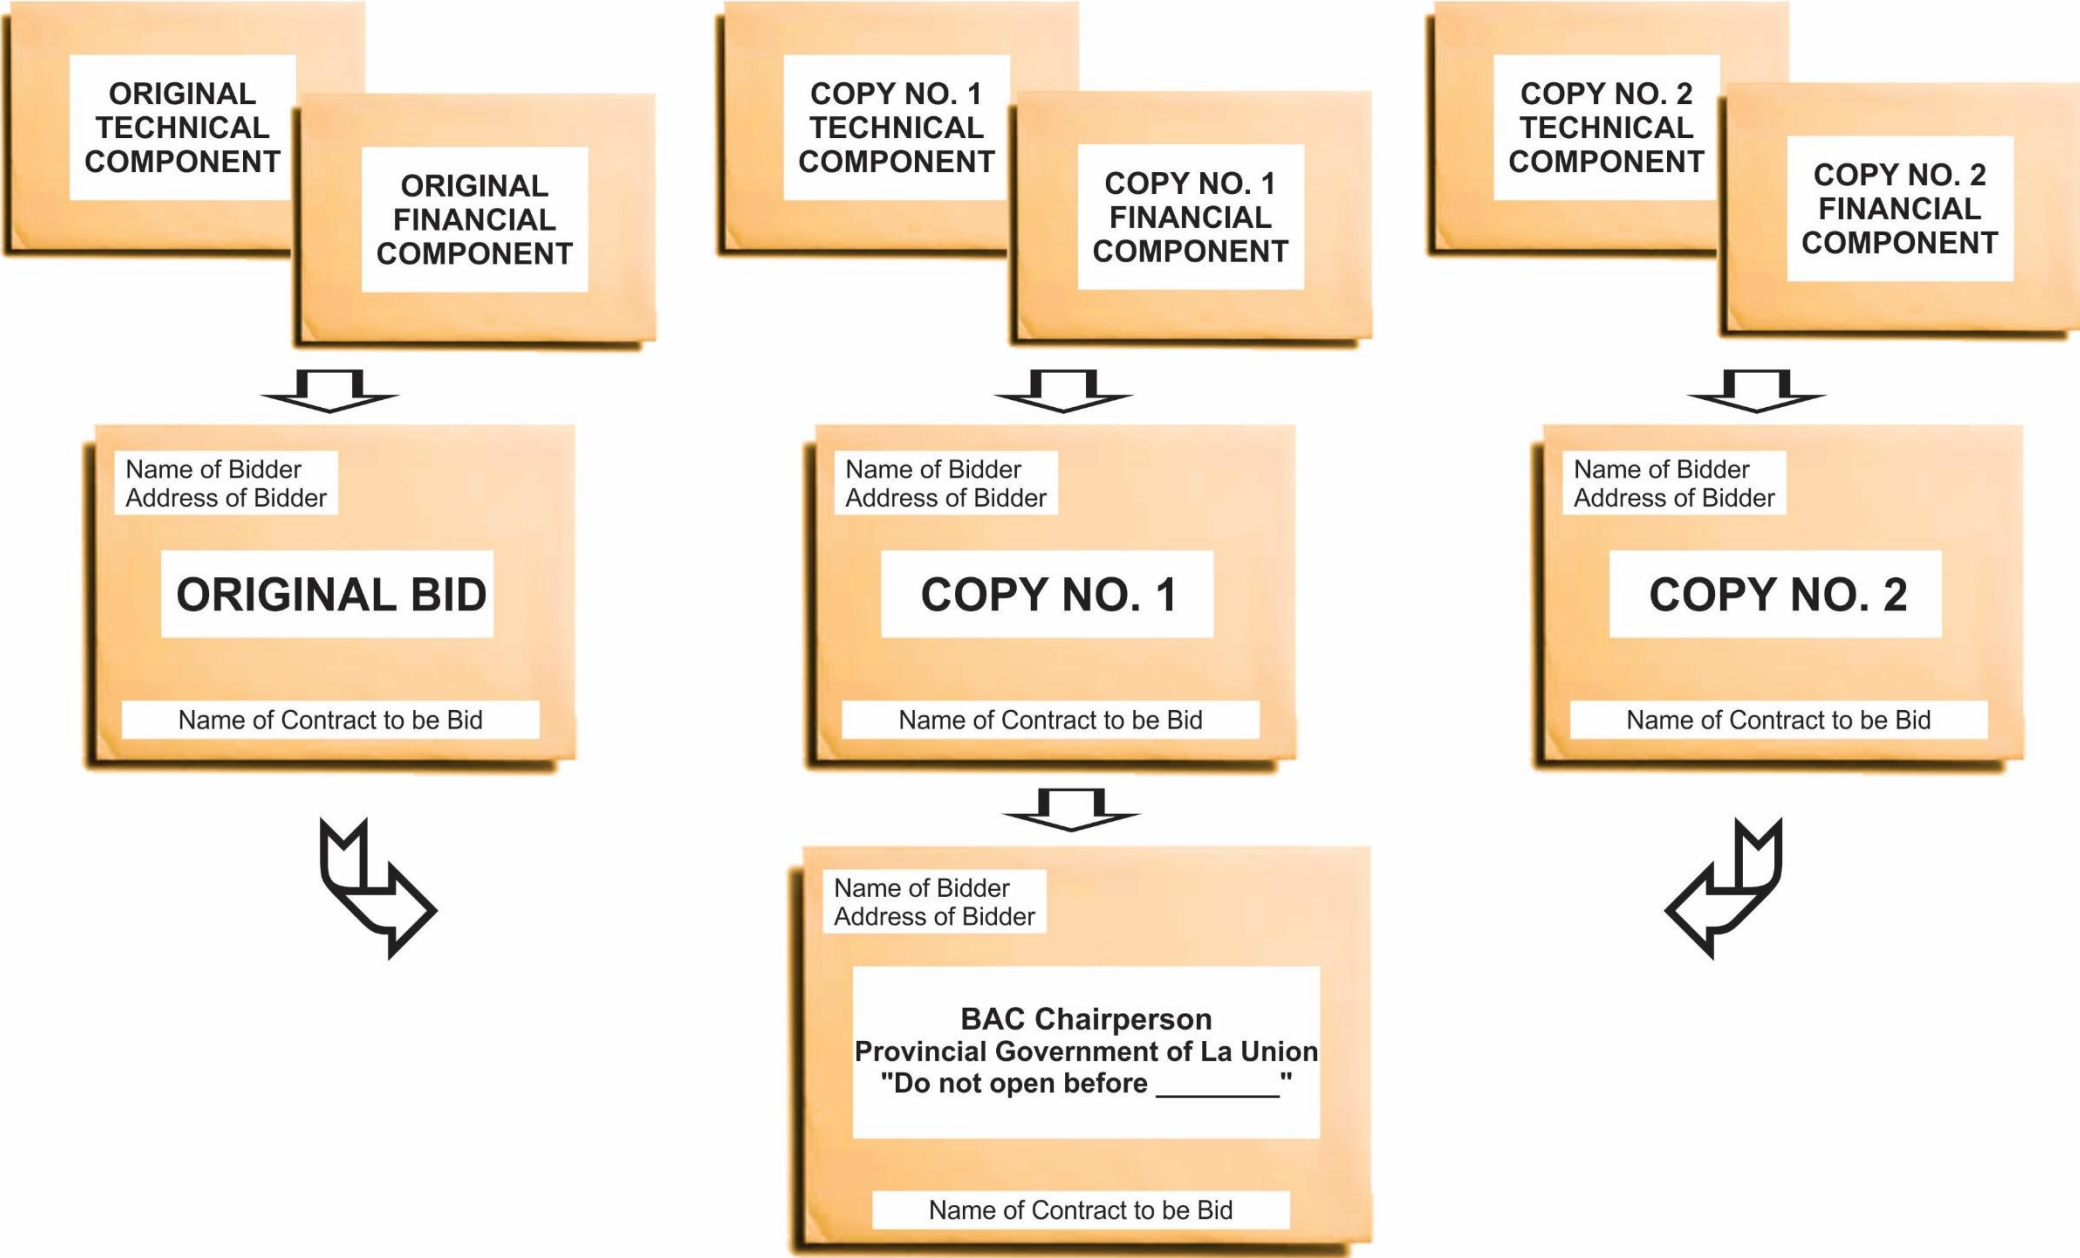 ORIGINAL
TECHNICAL
COMPONENT
ORIGINAL
FINANCIAL
COMPONENT
COPY NO. 1
TECHNICAL
COMPONENT
COPY NO. 1
FINANCIAL
COMPONENT
COPY NO. 2
TECHNICAL
COMPONENT
COPY NO. 2
FINANCIAL
COMPONENT
Name of Bidder
Address of Bidder
ORIGINAL BID
Name of Contract to be Bid
Name of Bidder
Address of Bidder
COPY NO. 1
Name of Contract to be Bid
Name of Bidder
Address of Bidder
COPY NO. 2
Name of Contract to be Bid
Name of Bidder
Address of Bidder
BAC Chairperson
Provincial Government of La Union
"Do not open before ________"
Name of Contract to be Bid